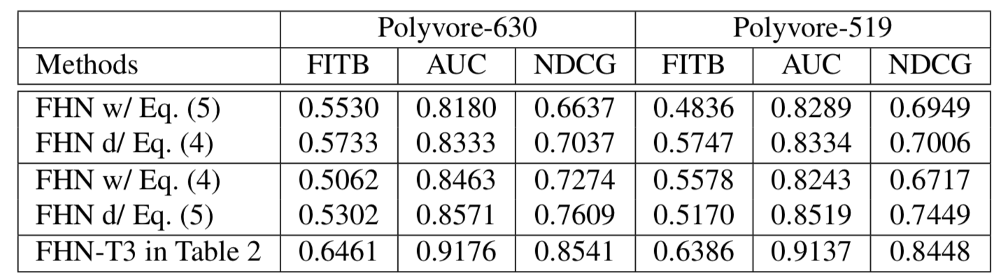 Polyvore-630 Polyvore-519
Methods FITB AUC NDCG FITB AUC NDCG
FHN w/ Eq. (5) 0.5530 0.8180 0.6637 0.4836 0.8289 0.6949
FHN d/ Eq. (4) 0.5733 0.8333 0.7037 0.5747 0.8334 0.7006
FHN w/ Eq. (4) 0.5062 0.8463 0.7274 0.5578 0.8243 0.6717
FHN d/ Eq. (5) 0.5302 0.8571 0.7609 0.5170 0.8519 0.7449
FHN-T3 in Table 2 0.6461 0.9176 0.8541 0.6386 0.9137 0.8448